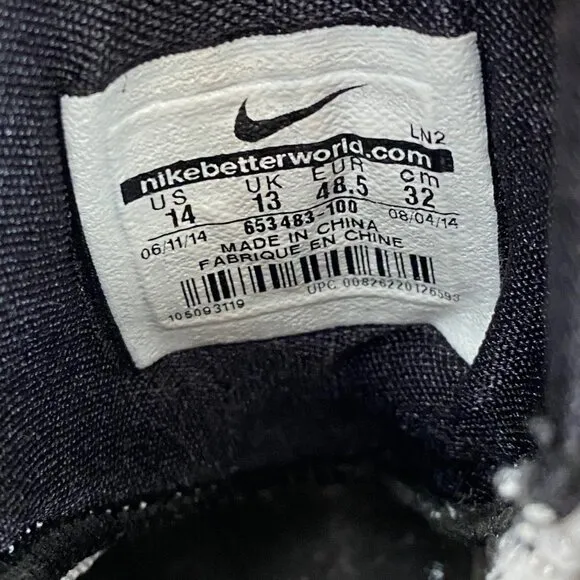 LN2
nikebetterworld.com
US UK EUR cm
14 13 48.5 32
06/11/14 653483-100 08/04/14
MADE IN CHINA
FABRIQUE EN CHINE
105093119 UPC 00826220126593